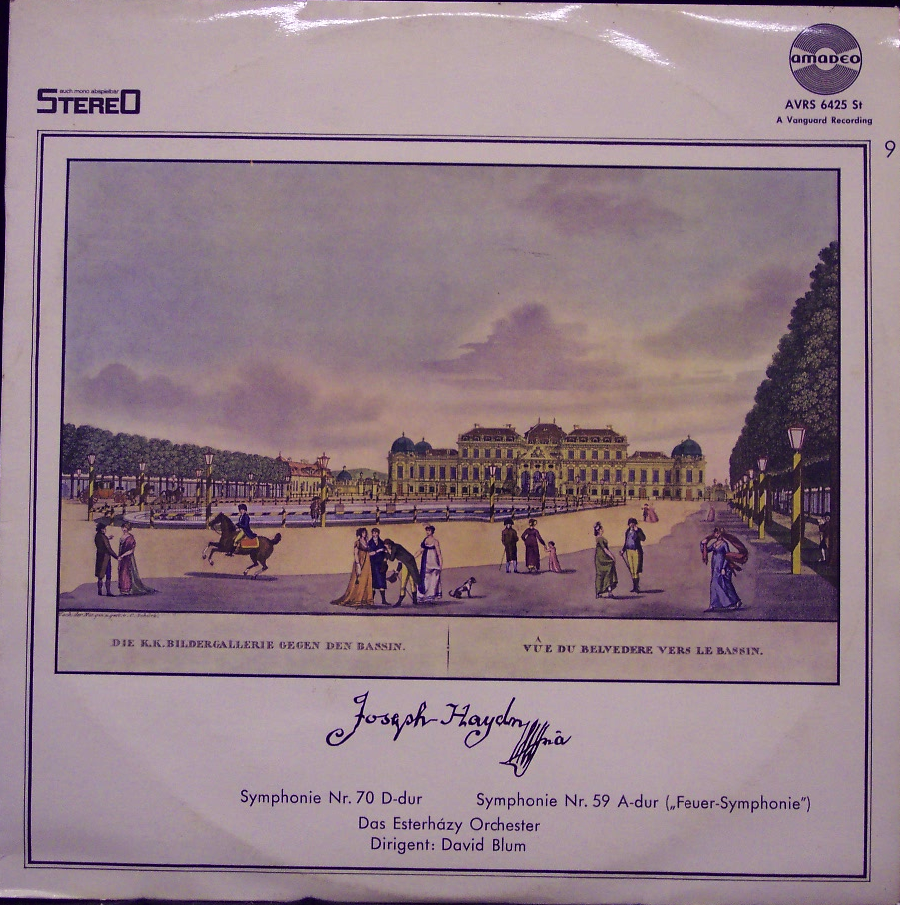 auch mono abspielbar
STEREO
amadeo
AVRS 6425 St
A Vanguard Recording
9
DIE K.K.BILDERGALLERIE GEGEN DEN BASSIN.
VÛE DU BELVEDERE VERS LE BASSIN.
Joseph Haydn
Symphonie Nr. 70 D-dur
Symphonie Nr. 59 A-dur („Feuer-Symphonie”)
Das Esterházy Orchester
Dirigent: David Blum